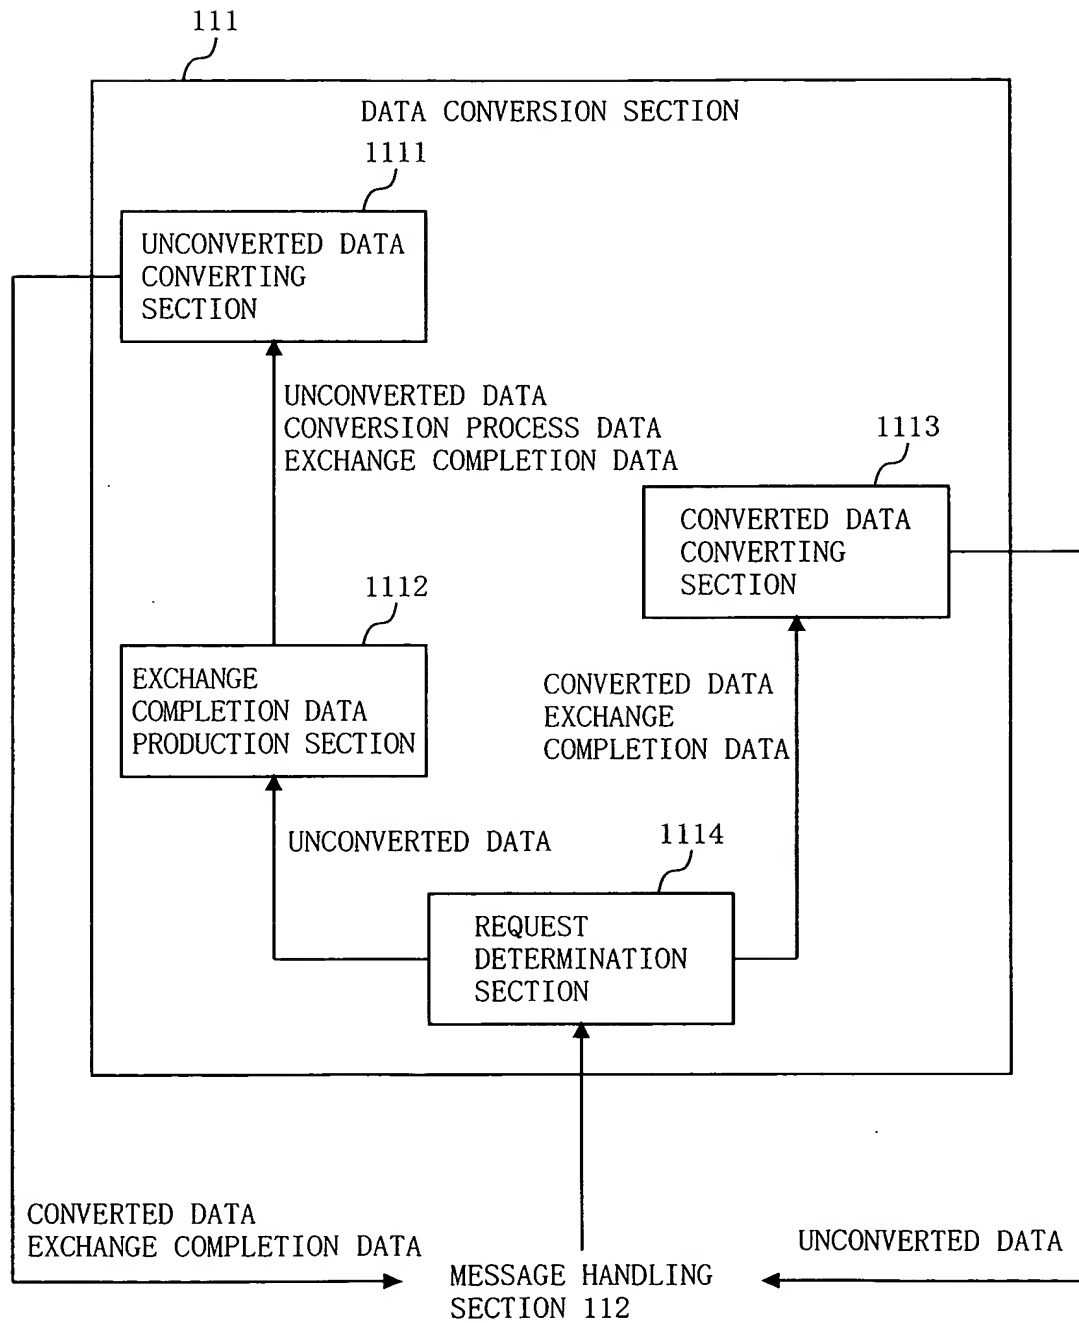 111
DATA CONVERSION SECTION
1111
UNCONVERTED DATA
CONVERTING
SECTION
UNCONVERTED DATA
CONVERSION PROCESS DATA
EXCHANGE COMPLETION DATA
1113
CONVERTED DATA
CONVERTING
SECTION
1112
EXCHANGE
COMPLETION DATA
PRODUCTION SECTION
CONVERTED DATA
EXCHANGE
COMPLETION DATA
UNCONVERTED DATA
1114
REQUEST
DETERMINATION
SECTION
CONVERTED DATA
EXCHANGE COMPLETION DATA
UNCONVERTED DATA
MESSAGE HANDLING
SECTION 112